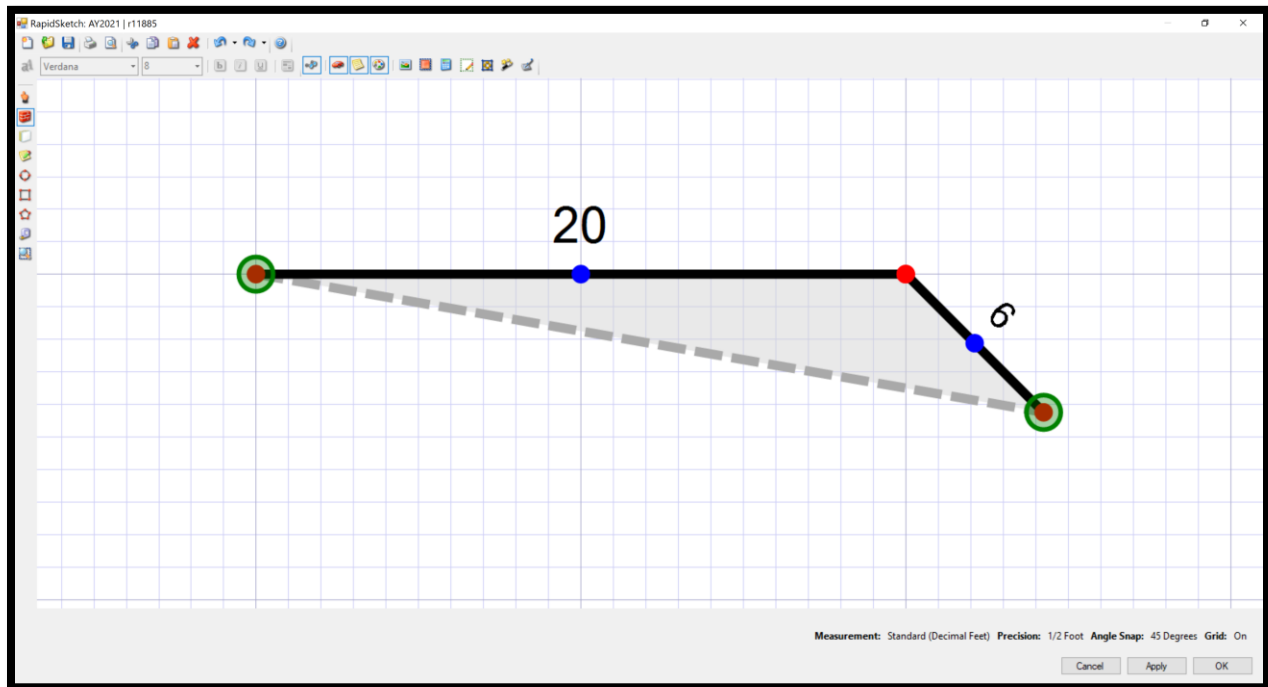 RapidSketch: AY2021 | r11885
Verdana 8
20
6
Measurement: Standard (Decimal Feet) Precision: 1/2 Foot Angle Snap: 45 Degrees Grid: On
Cancel Apply OK